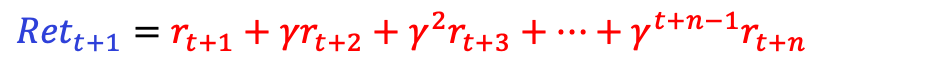 Ret_{t+1} = r_{t+1} + γr_{t+2} + γ^2r_{t+3} + ⋯ + γ^{t+n−1}r_{t+n}